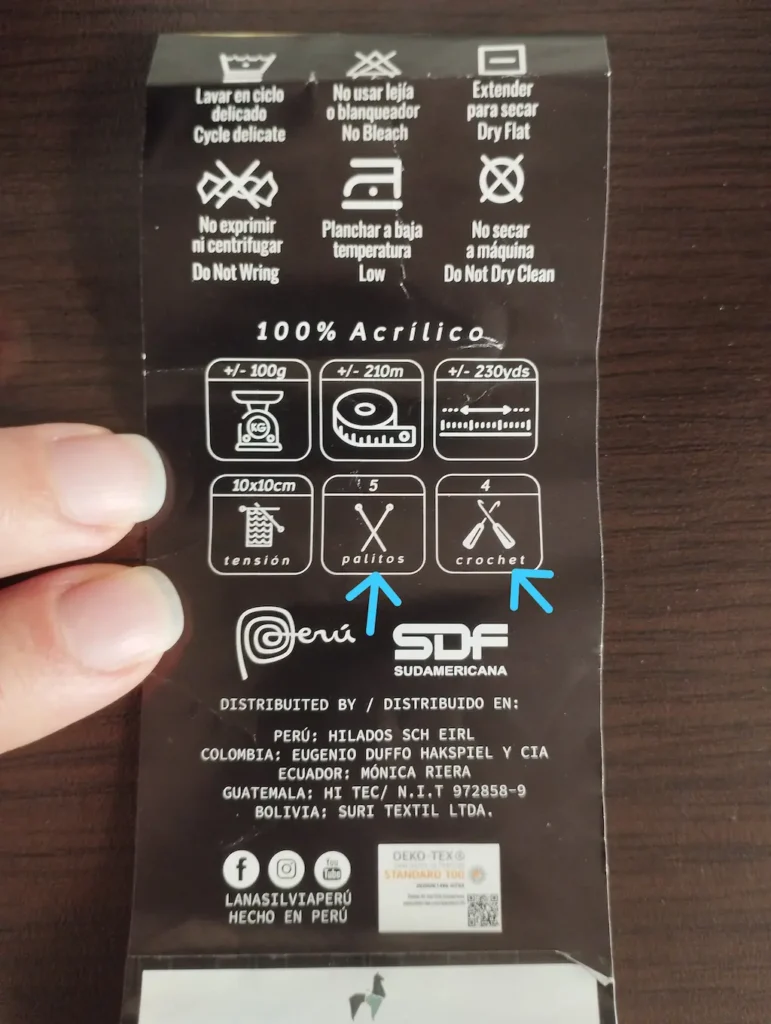 Lavar en ciclo
delicado
Cycle delicate
No usar lejía
o blanqueador
No Bleach
Extender
para secar
Dry Flat
No exprimir
ni centrifugar
Do Not Wring
Planchar a baja
temperatura
Low
No secar
a máquina
Do Not Dry Clean
100% Acrílico
+/- 100g
KG
+/- 210m
+/- 230yds
10x10cm
tensión
5
palitos
4
crochet
Perú
SDF
SUDAMERICANA
DISTRIBUITED BY / DISTRIBUIDO EN:
PERÚ: HILADOS SCH EIRL
COLOMBIA: EUGENIO DUFFO HAKSPIEL Y CIA
ECUADOR: MÓNICA RIERA
GUATEMALA: HI TEC/ N.I.T 972858-9
BOLIVIA: SURI TEXTIL LTDA.
f
You
Tube
LANASILVIAPERÚ
HECHO EN PERÚ
OEKO-TEX®
STANDARD 100